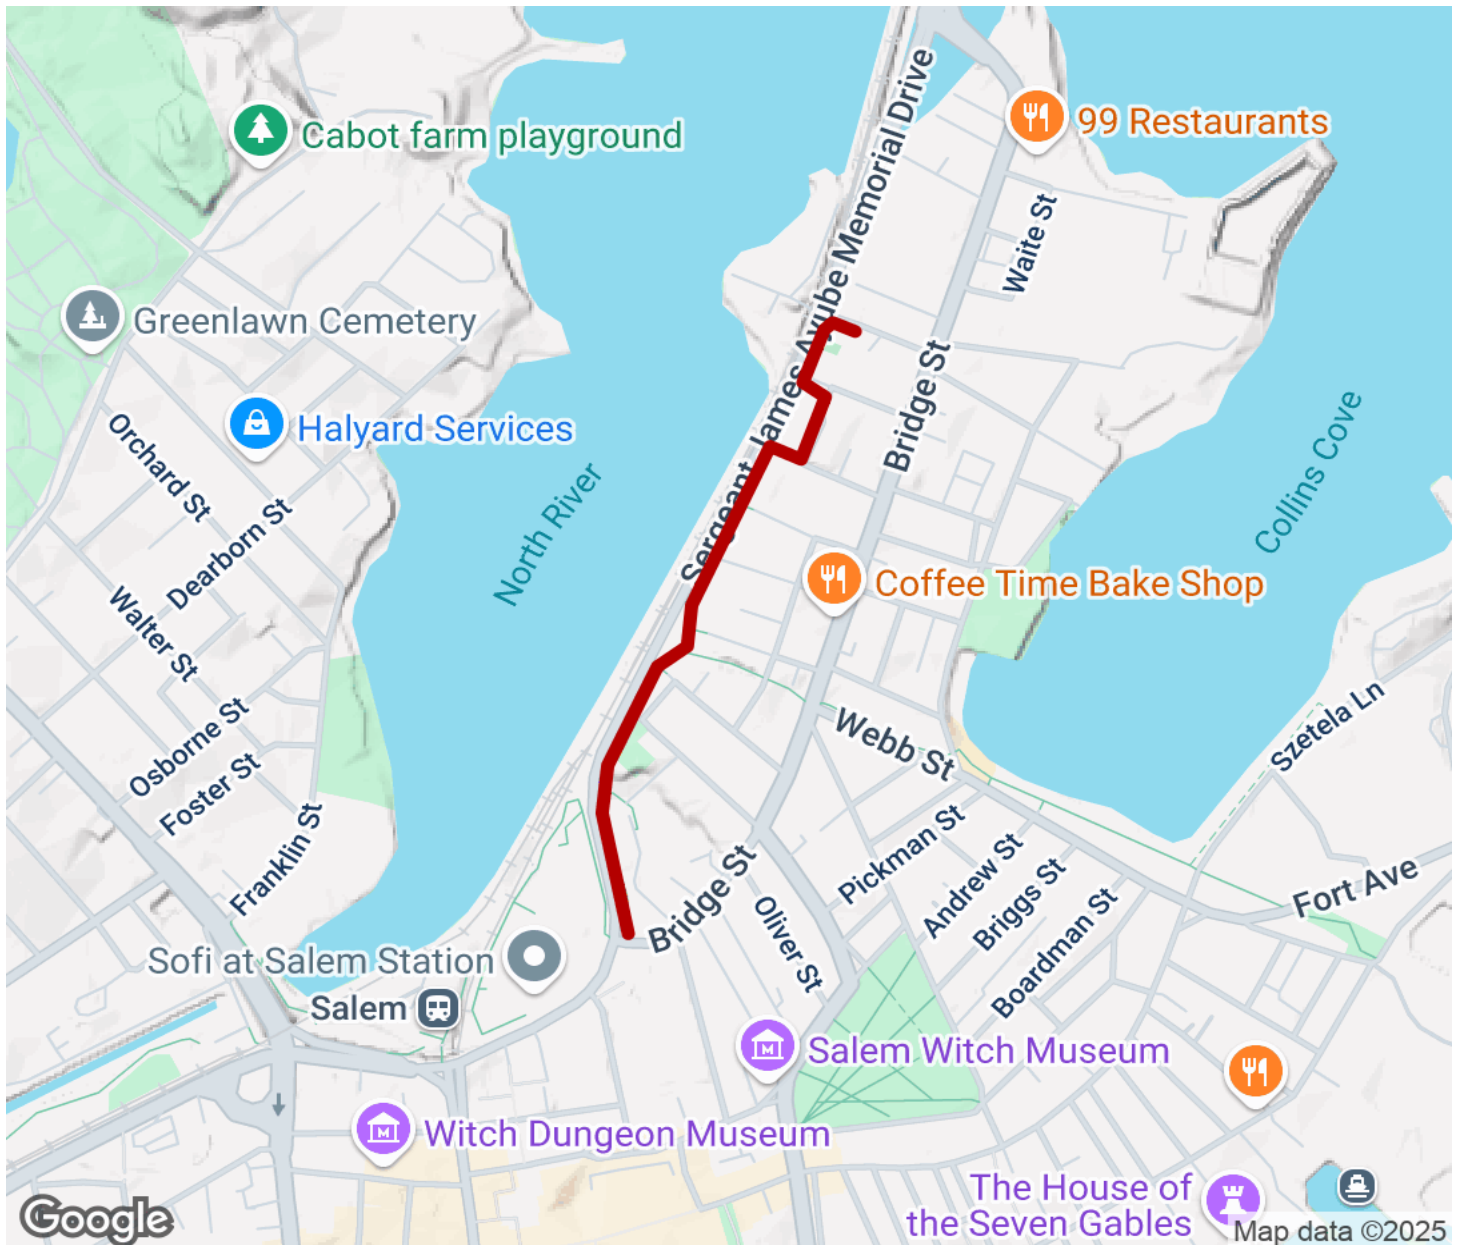 Cabot farm playground
99 Restaurants
Sergeant James Ayube Memorial Drive
Waite St
Greenlawn Cemetery
Halyard Services
Orchard St
Dearborn St
North River
Bridge St
Collins Cove
Coffee Time Bake Shop
Walter St
Osborne St
Foster St
Franklin St
Webb St
Szetela Ln
Pickman St
Andrew St
Briggs St
Boardman St
Fort Ave
Bridge St
Oliver St
Sofi at Salem Station
Salem
Salem Witch Museum
M
Witch Dungeon Museum
M
The House of
the Seven Gables
Google
Map data ©2025